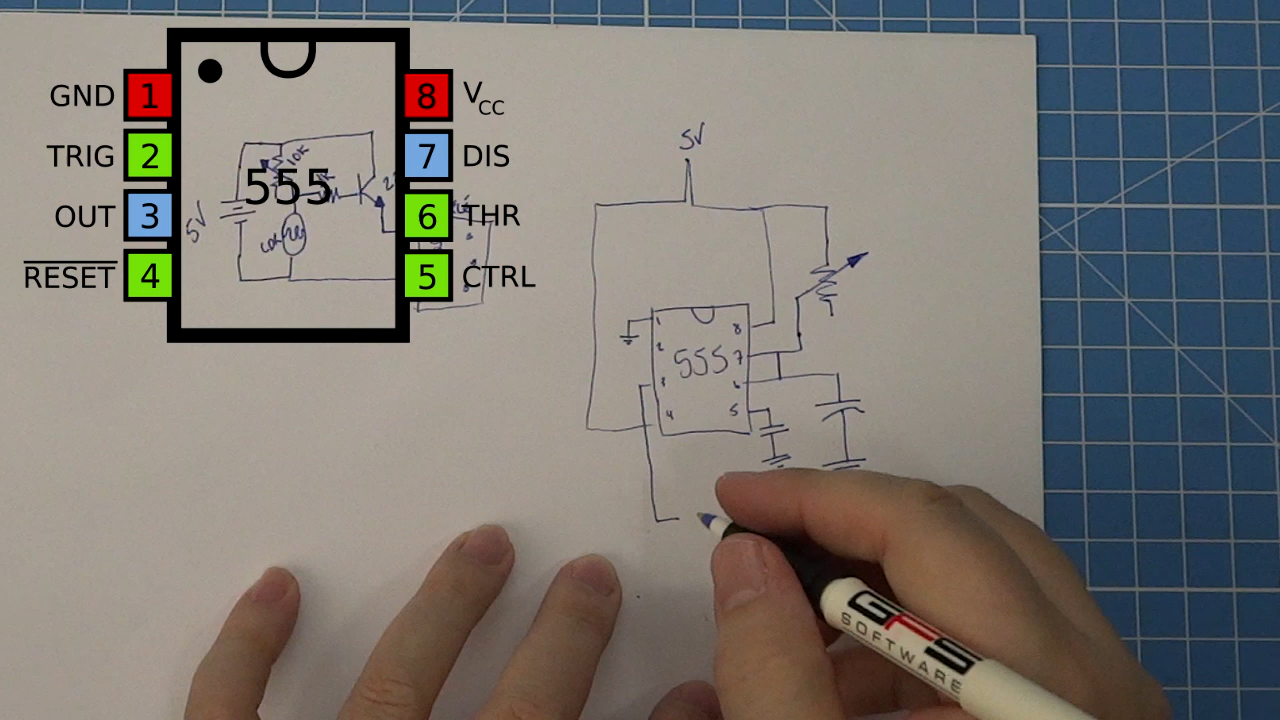 GND 1
TRIG 2
OUT 3
RESET 4
8 VCC
7 DIS
6 THR
5 CTRL
555
10K
5V
5V
555
1
2
3
4
8
7
6
5
GFS
SOFTWARE